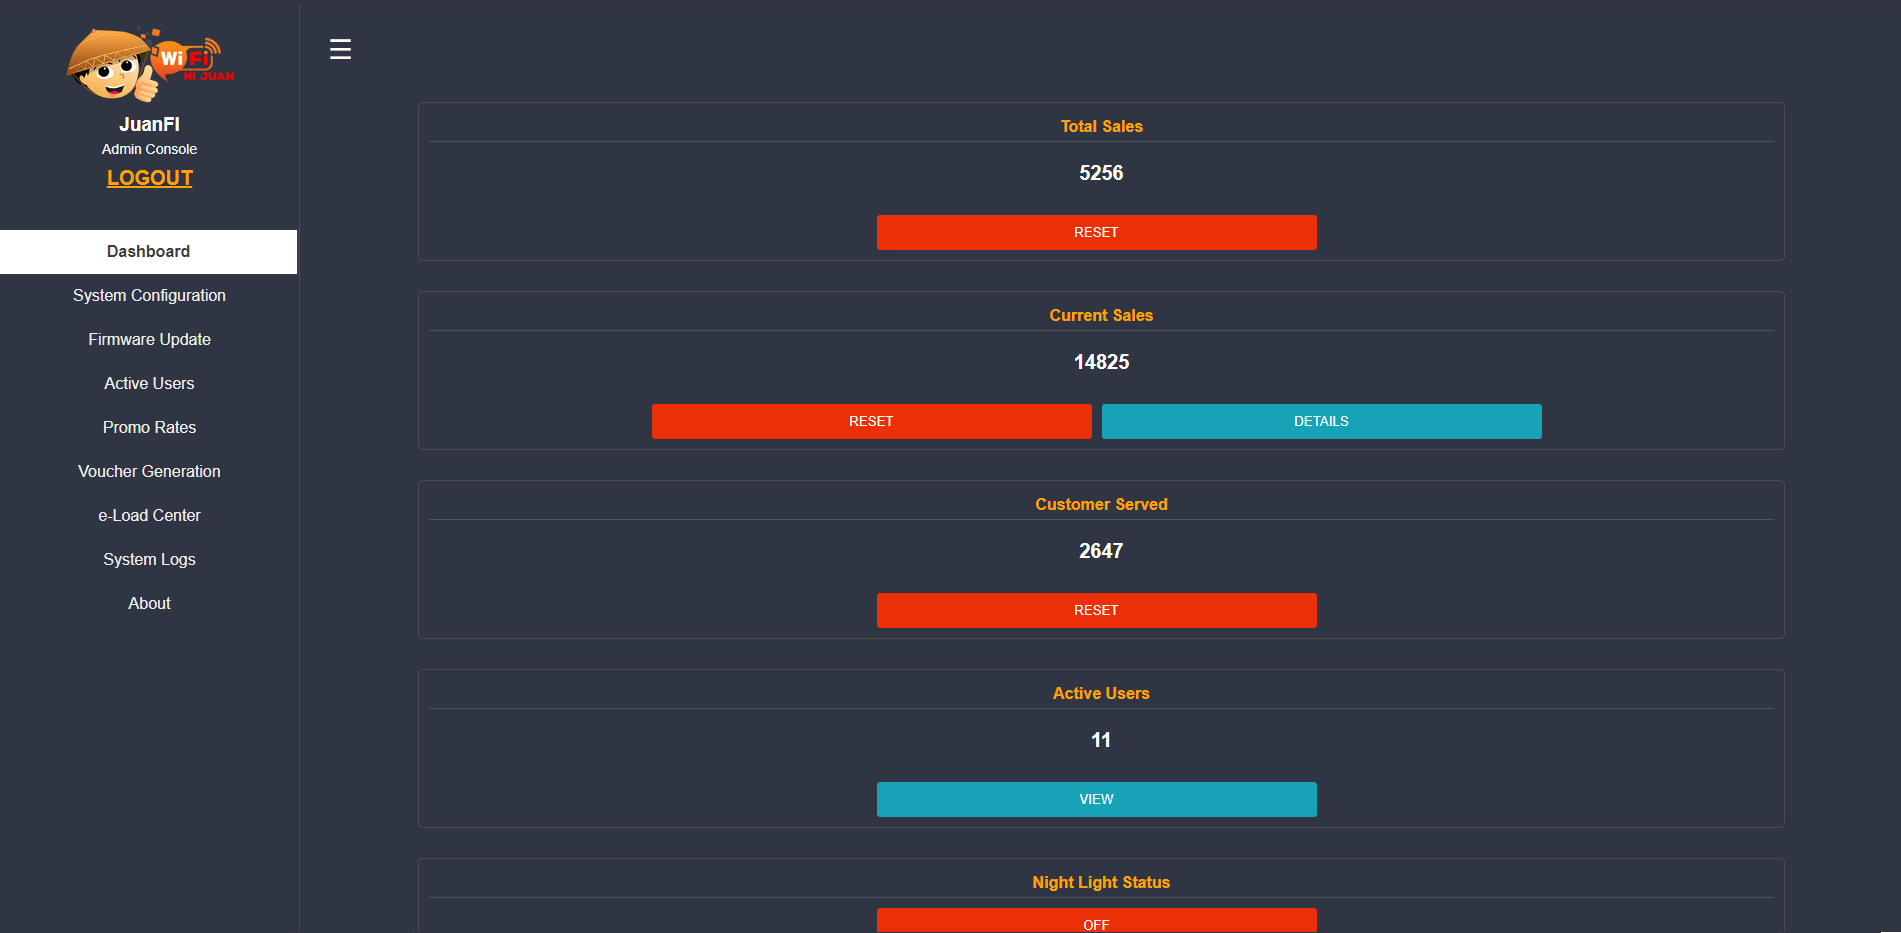 WiFi
NI JUAN
JuanFI
Admin Console
LOGOUT
Dashboard
System Configuration
Firmware Update
Active Users
Promo Rates
Voucher Generation
e-Load Center
System Logs
About
Total Sales
5256
RESET
Current Sales
14825
RESET DETAILS
Customer Served
2647
RESET
Active Users
11
VIEW
Night Light Status
OFF